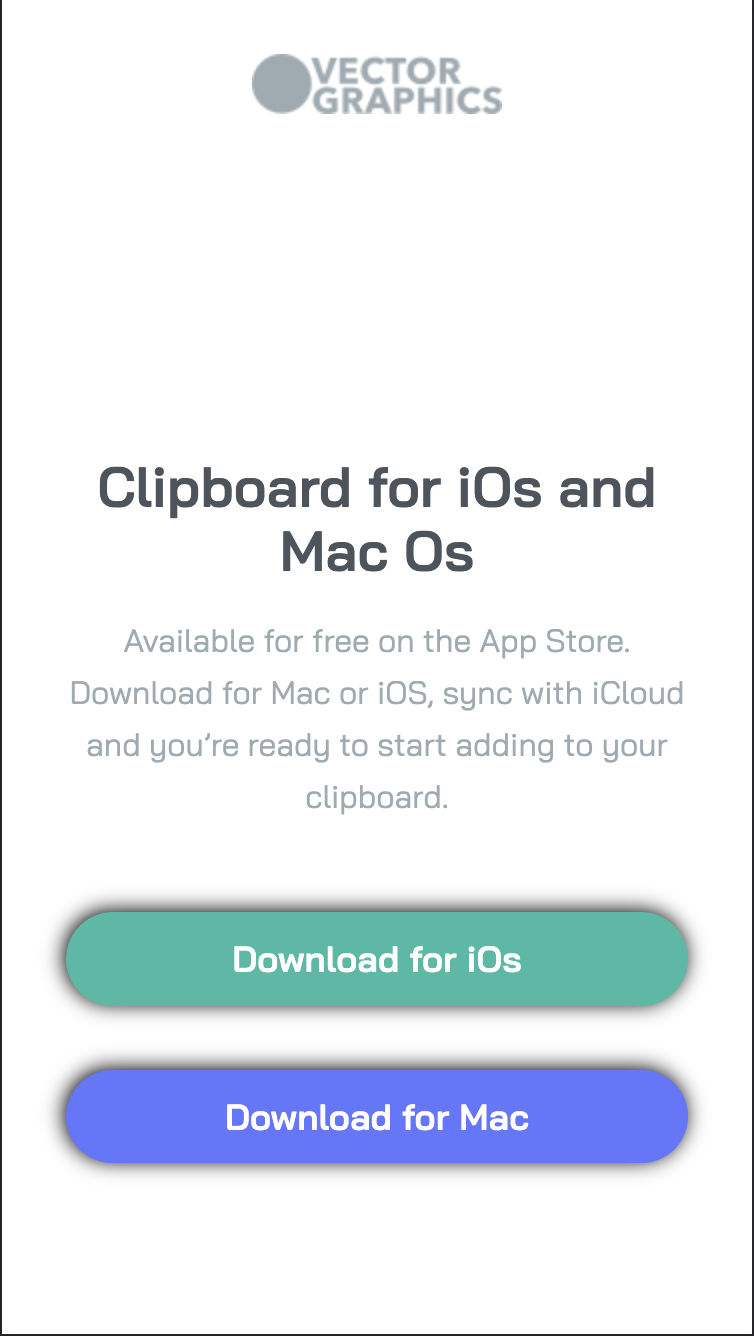 VECTOR
GRAPHICS
Clipboard for iOs and
Mac Os
Available for free on the App Store.
Download for Mac or iOS, sync with iCloud
and you’re ready to start adding to your
clipboard.
Download for iOs
Download for Mac